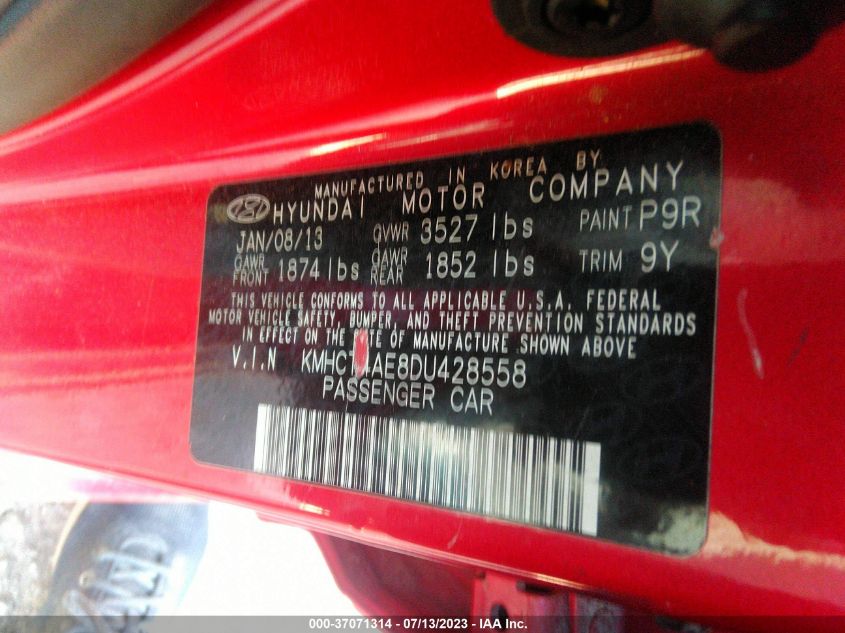 MANUFACTURED IN KOREA BY
HYUNDAI MOTOR COMPANY
JAN/08/13 GVWR 3527 lbs PAINT P9R
GAWR FRONT 1874 lbs GAWR REAR 1852 lbs TRIM 9Y
THIS VEHICLE CONFORMS TO ALL APPLICABLE U.S.A. FEDERAL
MOTOR VEHICLE SAFETY, BUMPER, AND THEFT PREVENTION STANDARDS
IN EFFECT ON THE DATE OF MANUFACTURE SHOWN ABOVE
V.I.N KMHCT4AE8DU428558
PASSENGER CAR
000-37071314 - 07/13/2023 - IAA Inc.